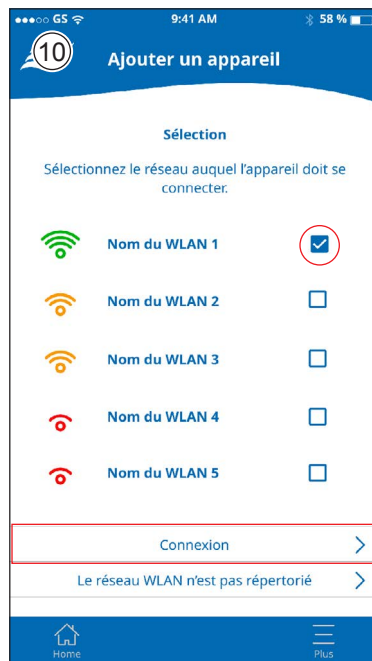 GS 9:41 AM 58 %
10
Ajouter un appareil
Sélection
Sélectionnez le réseau auquel l'appareil doit se
connecter.
Nom du WLAN 1
Nom du WLAN 2
Nom du WLAN 3
Nom du WLAN 4
Nom du WLAN 5
Connexion
Le réseau WLAN n'est pas répertorié
Home Plus